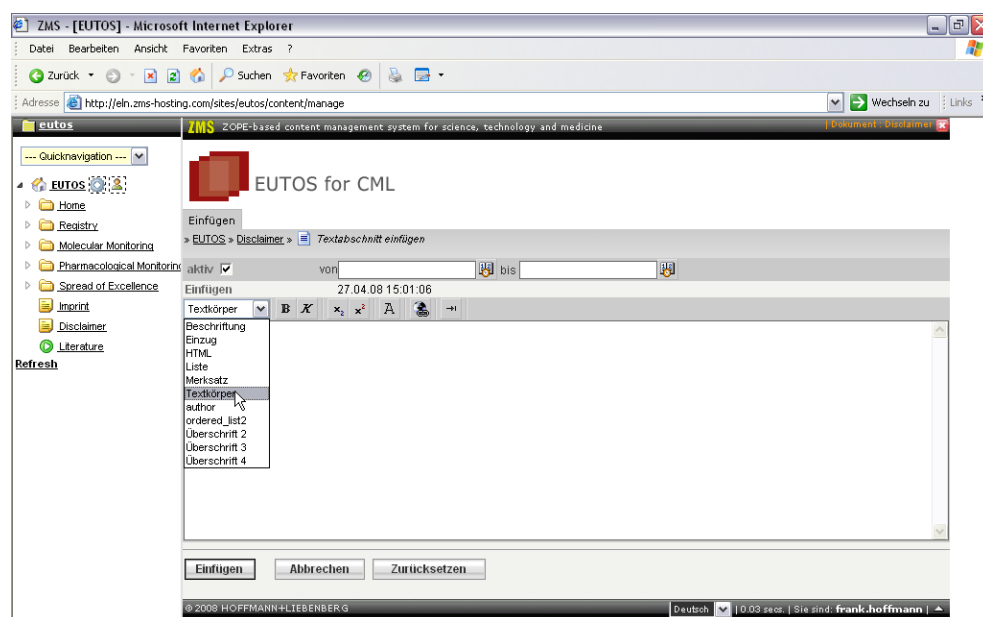 ZMS - [EUTOS] - Microsoft Internet Explorer
Datei Bearbeiten Ansicht Favoriten Extras ?
Zurück Suchen Favoriten
Adresse http://eln.zms-hosting.com/sites/eutos/content/manage Wechseln zu Links
eutos
ZMS ZOPE-based content management system for science, technology and medicine | Dokument : Disclaimer
--- Quicknavigation ---
EUTOS
Home
Registry
Molecular Monitoring
Pharmacological Monitoring
Spread of Excellence
Imprint
Disclaimer
Literature
Refresh
EUTOS for CML
Einfügen
» EUTOS » Disclaimer » Textabschnitt einfügen
aktiv von bis
Einfügen 27.04.08 15:01:06
Textkörper B K x₂ x² A
Beschriftung
Einzug
HTML
Liste
Merksatz
Textkörper
author
ordered_list2
Überschrift 2
Überschrift 3
Überschrift 4
Einfügen Abbrechen Zurücksetzen
© 2008 HOFFMANN+LIEBENBERG Deutsch | 0.03 secs. | Sie sind: frank.hoffmann |